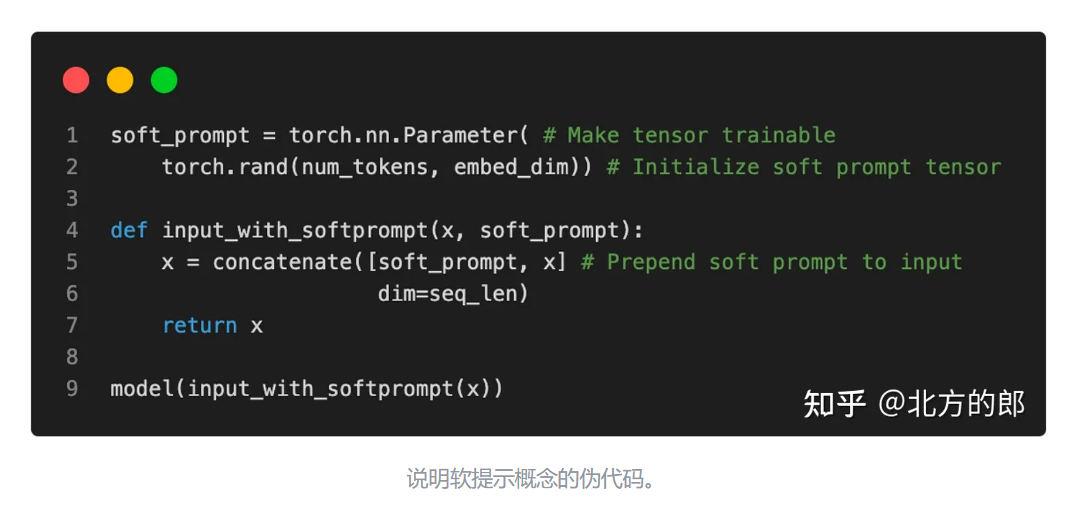 1 soft_prompt = torch.nn.Parameter( # Make tensor trainable
2     torch.rand(num_tokens, embed_dim)) # Initialize soft prompt tensor
3
4 def input_with_softprompt(x, soft_prompt):
5     x = concatenate([soft_prompt, x] # Prepend soft prompt to input
6                     dim=seq_len)
7     return x
8
9 model(input_with_softprompt(x))
知乎 @北方的郎
说明软提示概念的伪代码。